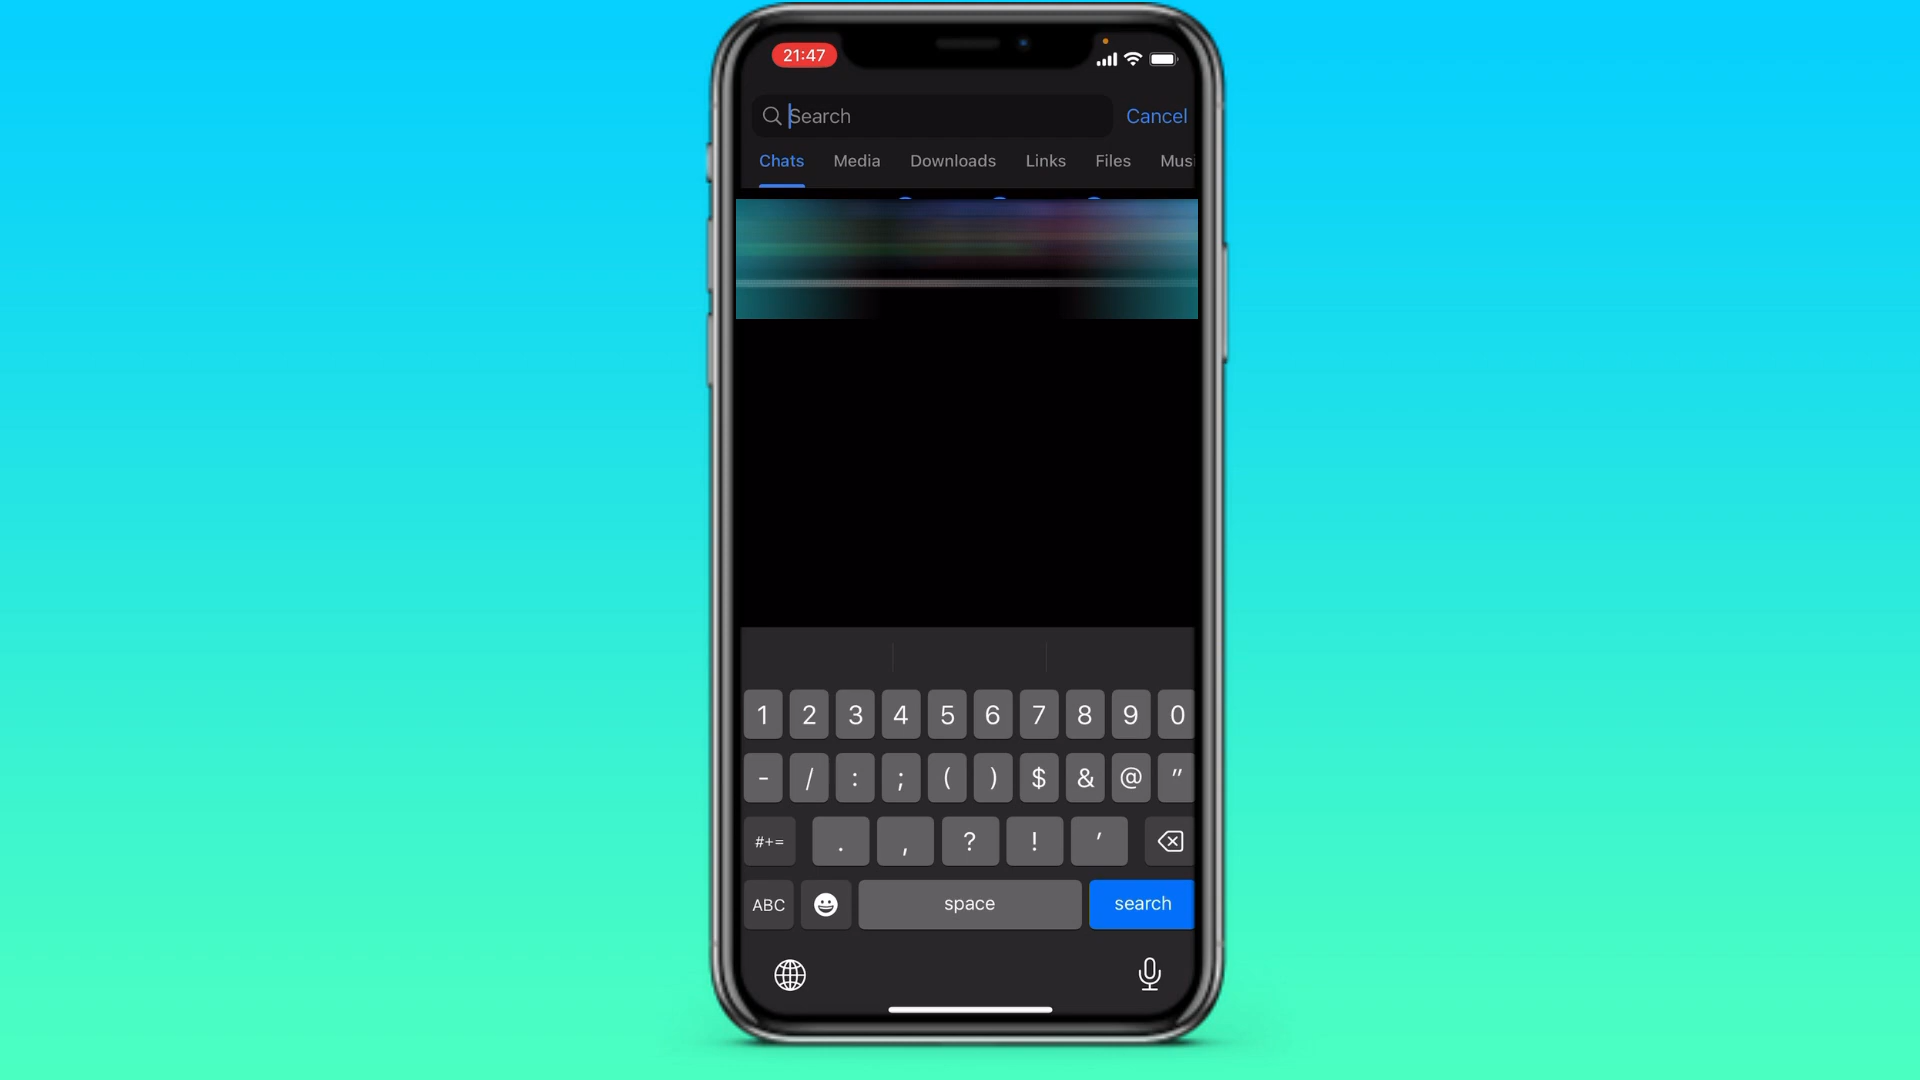 21:47
Search Cancel
Chats Media Downloads Links Files Musi
1 2 3 4 5 6 7 8 9 0
- / : ; ( ) $ & @ "
#+= . , ? ! '
ABC space search